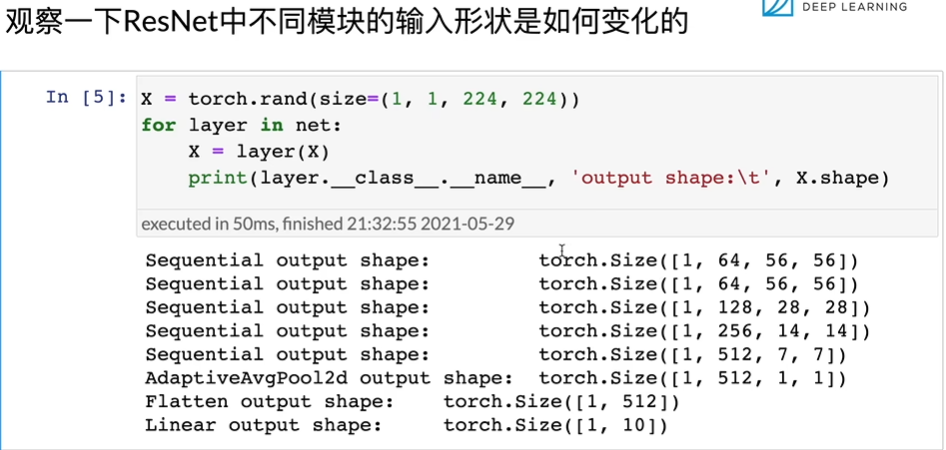 观察一下ResNet中不同模块的输入形状是如何变化的
DEEP LEARNING
In [5]:
X = torch.rand(size=(1, 1, 224, 224))
for layer in net:
    X = layer(X)
    print(layer.__class__.__name__, 'output shape:\t', X.shape)
executed in 50ms, finished 21:32:55 2021-05-29
Sequential output shape: torch.Size([1, 64, 56, 56])
Sequential output shape: torch.Size([1, 64, 56, 56])
Sequential output shape: torch.Size([1, 128, 28, 28])
Sequential output shape: torch.Size([1, 256, 14, 14])
Sequential output shape: torch.Size([1, 512, 7, 7])
AdaptiveAvgPool2d output shape: torch.Size([1, 512, 1, 1])
Flatten output shape: torch.Size([1, 512])
Linear output shape: torch.Size([1, 10])